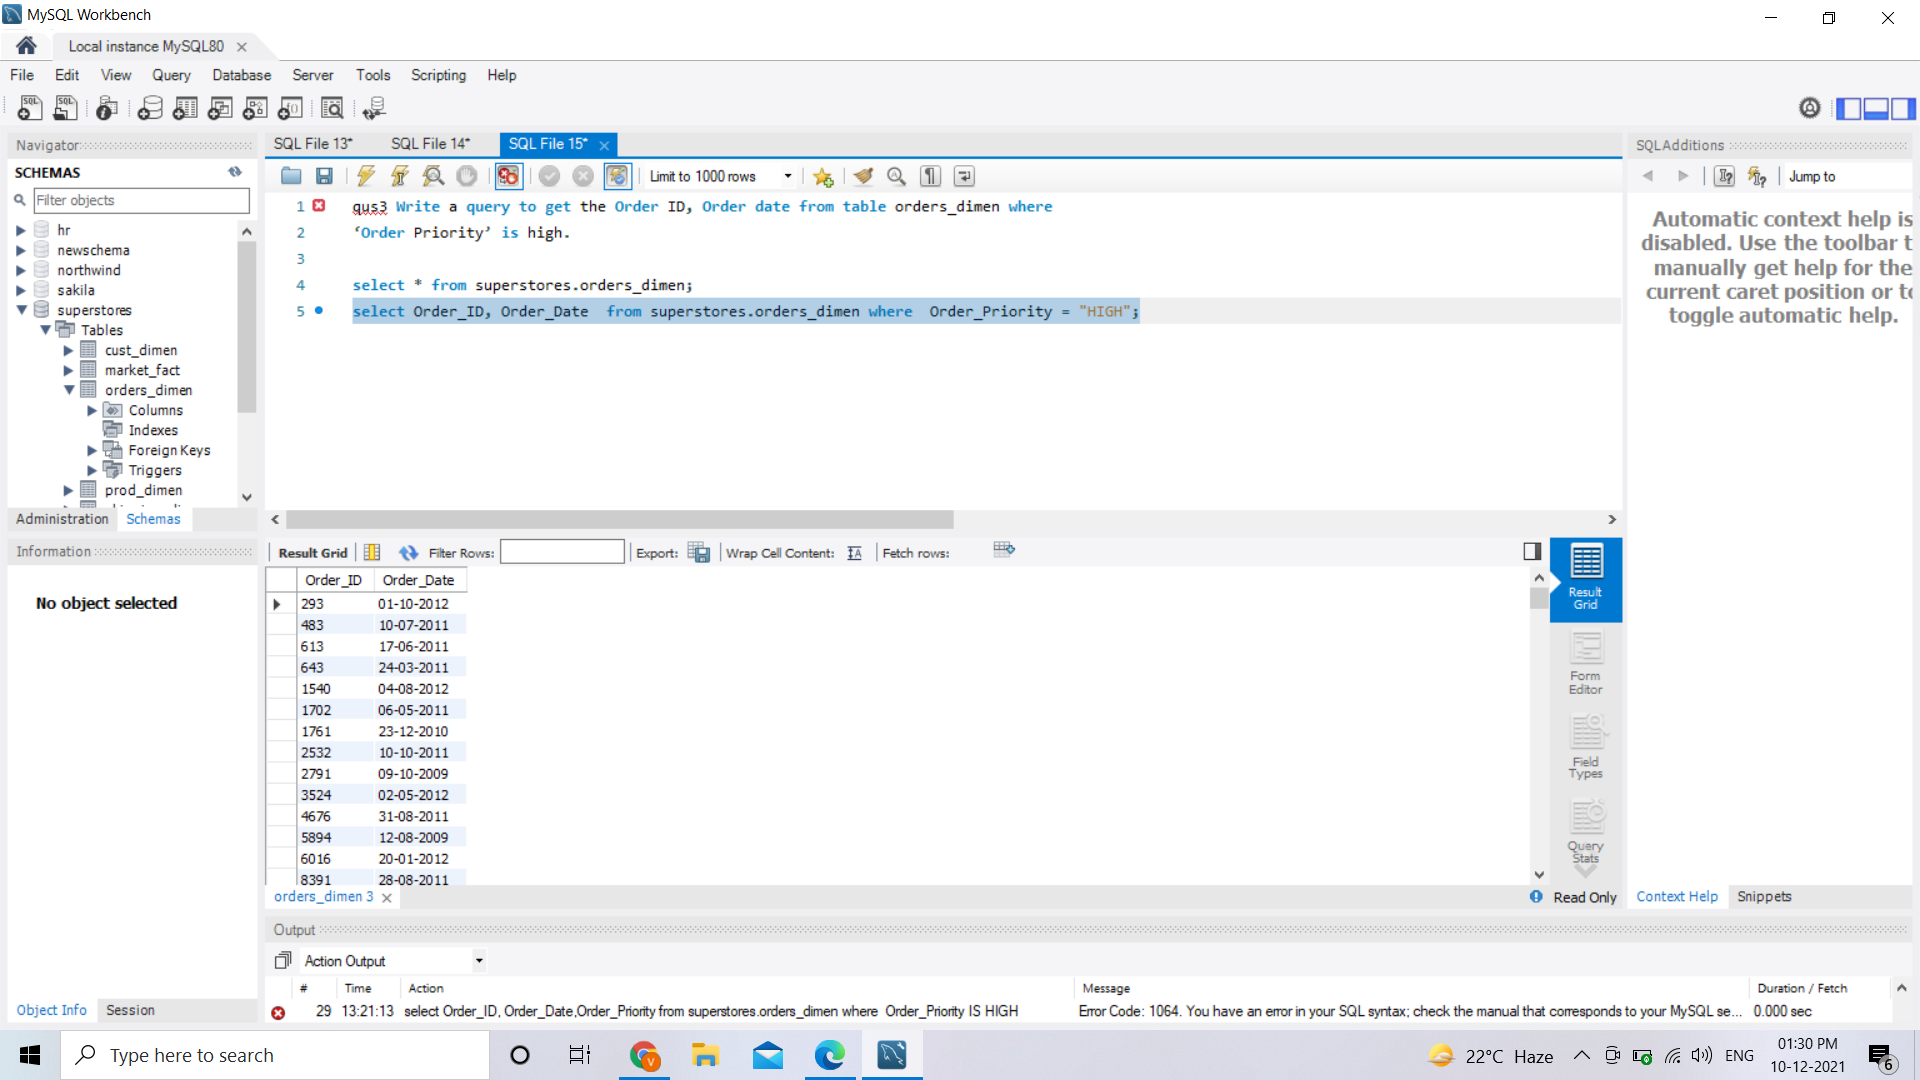 MySQL Workbench
Local instance MySQL80
File Edit View Query Database Server Tools Scripting Help
Navigator
SCHEMAS
Filter objects
hr
newschema
northwind
sakila
superstores
Tables
cust_dimen
market_fact
orders_dimen
Columns
Indexes
Foreign Keys
Triggers
prod_dimen
Administration Schemas
Information
No object selected
Object Info Session
SQL File 13* SQL File 14* SQL File 15*
Limit to 1000 rows
1 qus3 Write a query to get the Order ID, Order date from table orders_dimen where
2 ‘Order Priority’ is high.
3
4 select * from superstores.orders_dimen;
5 select Order_ID, Order_Date from superstores.orders_dimen where Order_Priority = "HIGH";
Result Grid Filter Rows: Export: Wrap Cell Content: Fetch rows:
Order_ID Order_Date
293 01-10-2012
483 10-07-2011
613 17-06-2011
643 24-03-2011
1540 04-08-2012
1702 06-05-2011
1761 23-12-2010
2532 10-10-2011
2791 09-10-2009
3524 02-05-2012
4676 31-08-2011
5894 12-08-2009
6016 20-01-2012
8391 28-08-2011
Result
Grid
Form
Editor
Field
Types
Query
Stats
orders_dimen 3
Read Only
SQLAdditions
Jump to
Automatic context help is
disabled. Use the toolbar t
manually get help for the
current caret position or to
toggle automatic help.
Context Help Snippets
Output
Action Output
# Time Action Message Duration / Fetch
29 13:21:13 select Order_ID, Order_Date,Order_Priority from superstores.orders_dimen where Order_Priority IS HIGH Error Code: 1064. You have an error in your SQL syntax; check the manual that corresponds to your MySQL se... 0.000 sec
Type here to search
22°C Haze
ENG
01:30 PM
10-12-2021
6